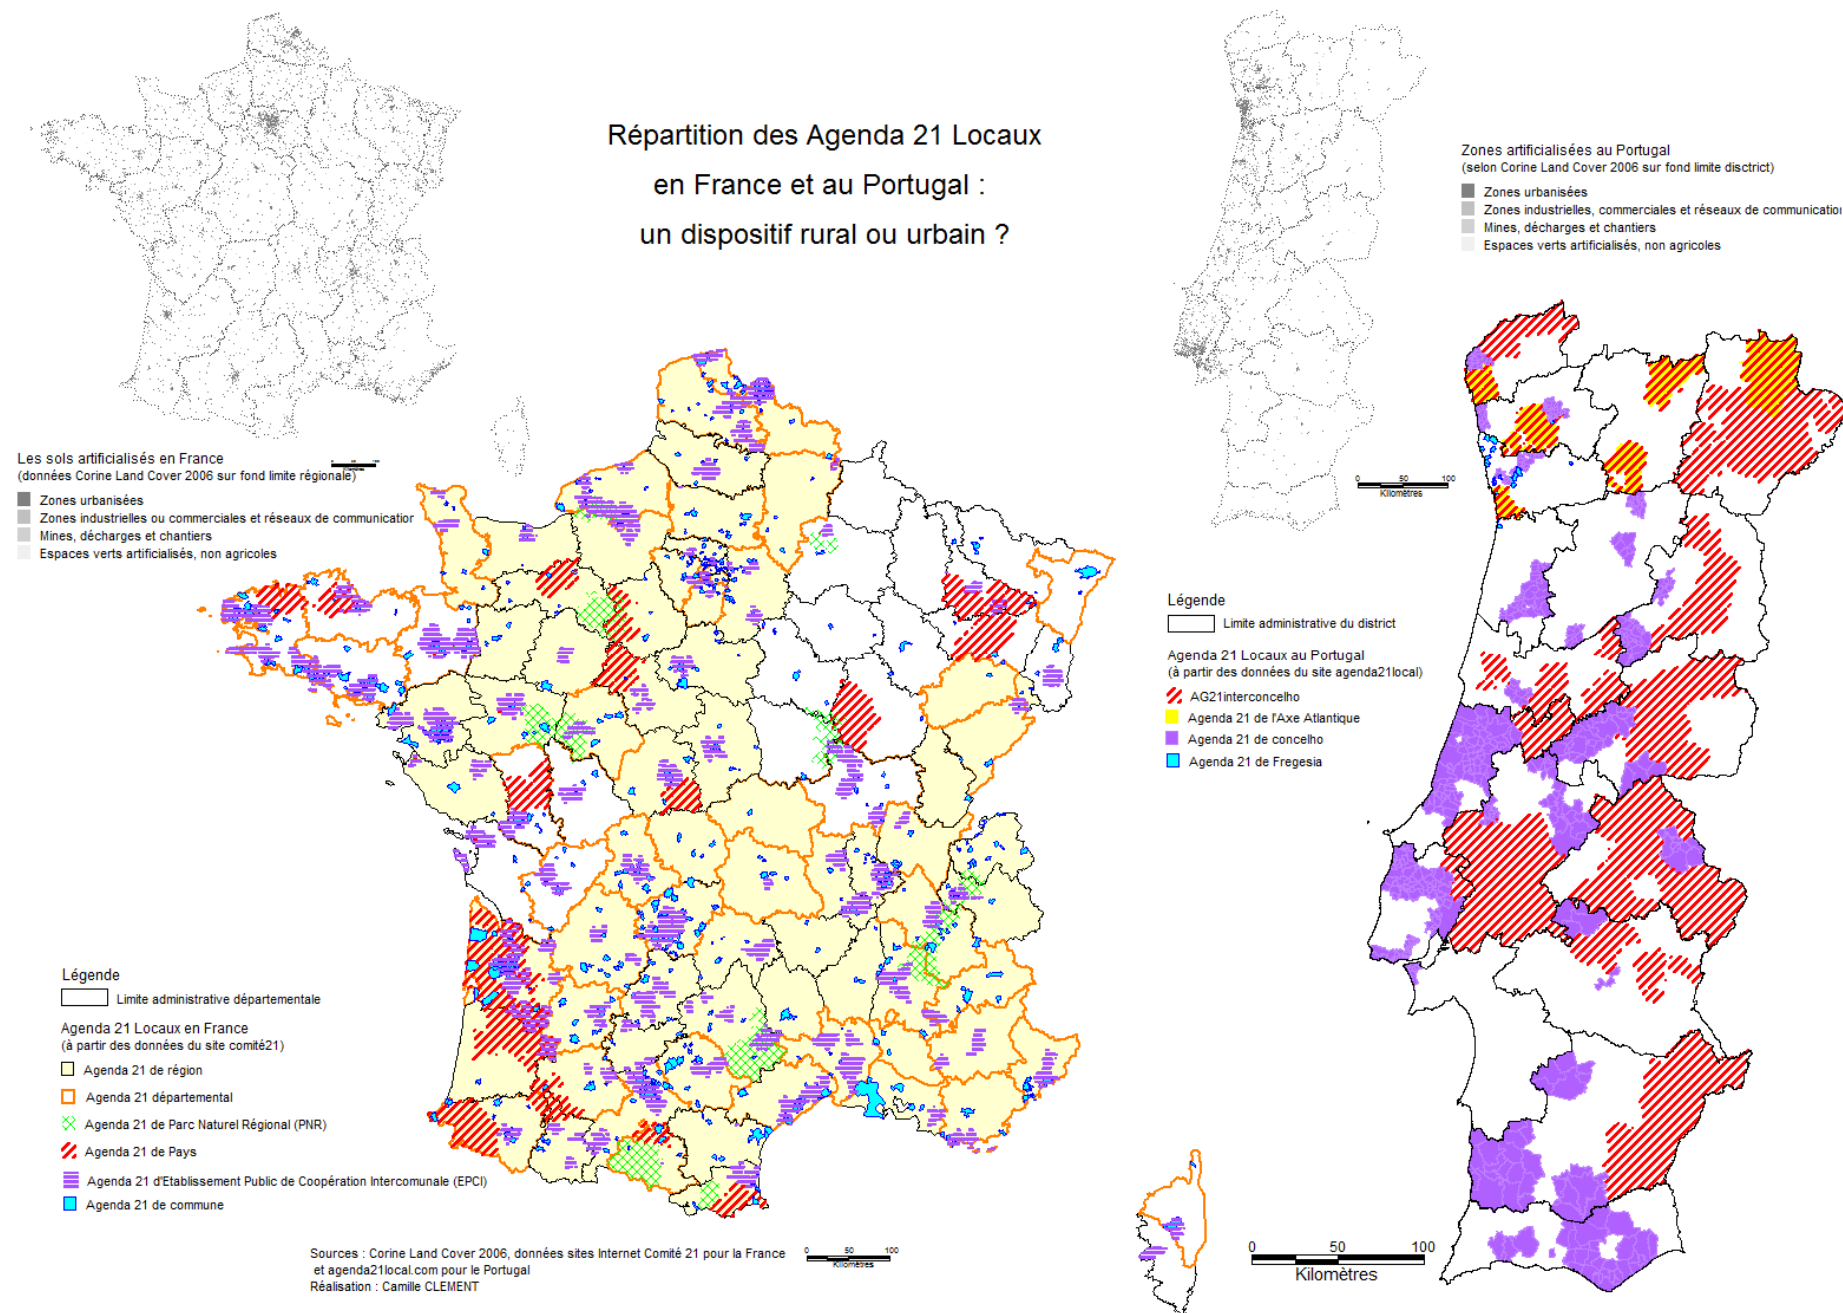 Répartition des Agenda 21 Locaux
en France et au Portugal :
un dispositif rural ou urbain ?
Zones artificialisées au Portugal
(selon Corine Land Cover 2006 sur fond limite disctrict)
Zones urbanisées
Zones industrielles, commerciales et réseaux de communication
Mines, décharges et chantiers
Espaces verts artificialisés, non agricoles
0 50 100
Kilomètres
Les sols artificialisés en France
(données Corine Land Cover 2006 sur fond limite régionale)
Zones urbanisées
Zones industrielles ou commerciales et réseaux de communication
Mines, décharges et chantiers
Espaces verts artificialisés, non agricoles
Légende
Limite administrative du district
Agenda 21 Locaux au Portugal
(à partir des données du site agenda21local)
AG21interconcelho
Agenda 21 de l'Axe Atlantique
Agenda 21 de concelho
Agenda 21 de Fregesia
Légende
Limite administrative départementale
Agenda 21 Locaux en France
(à partir des données du site comité21)
Agenda 21 de région
Agenda 21 départemental
Agenda 21 de Parc Naturel Régional (PNR)
Agenda 21 de Pays
Agenda 21 d'Etablissement Public de Coopération Intercomunale (EPCI)
Agenda 21 de commune
Sources : Corine Land Cover 2006, données sites Internet Comité 21 pour la France
et agenda21local.com pour le Portugal
Réalisation : Camille CLEMENT
0 50 100
Kilomètres
0 50 100
Kilomètres